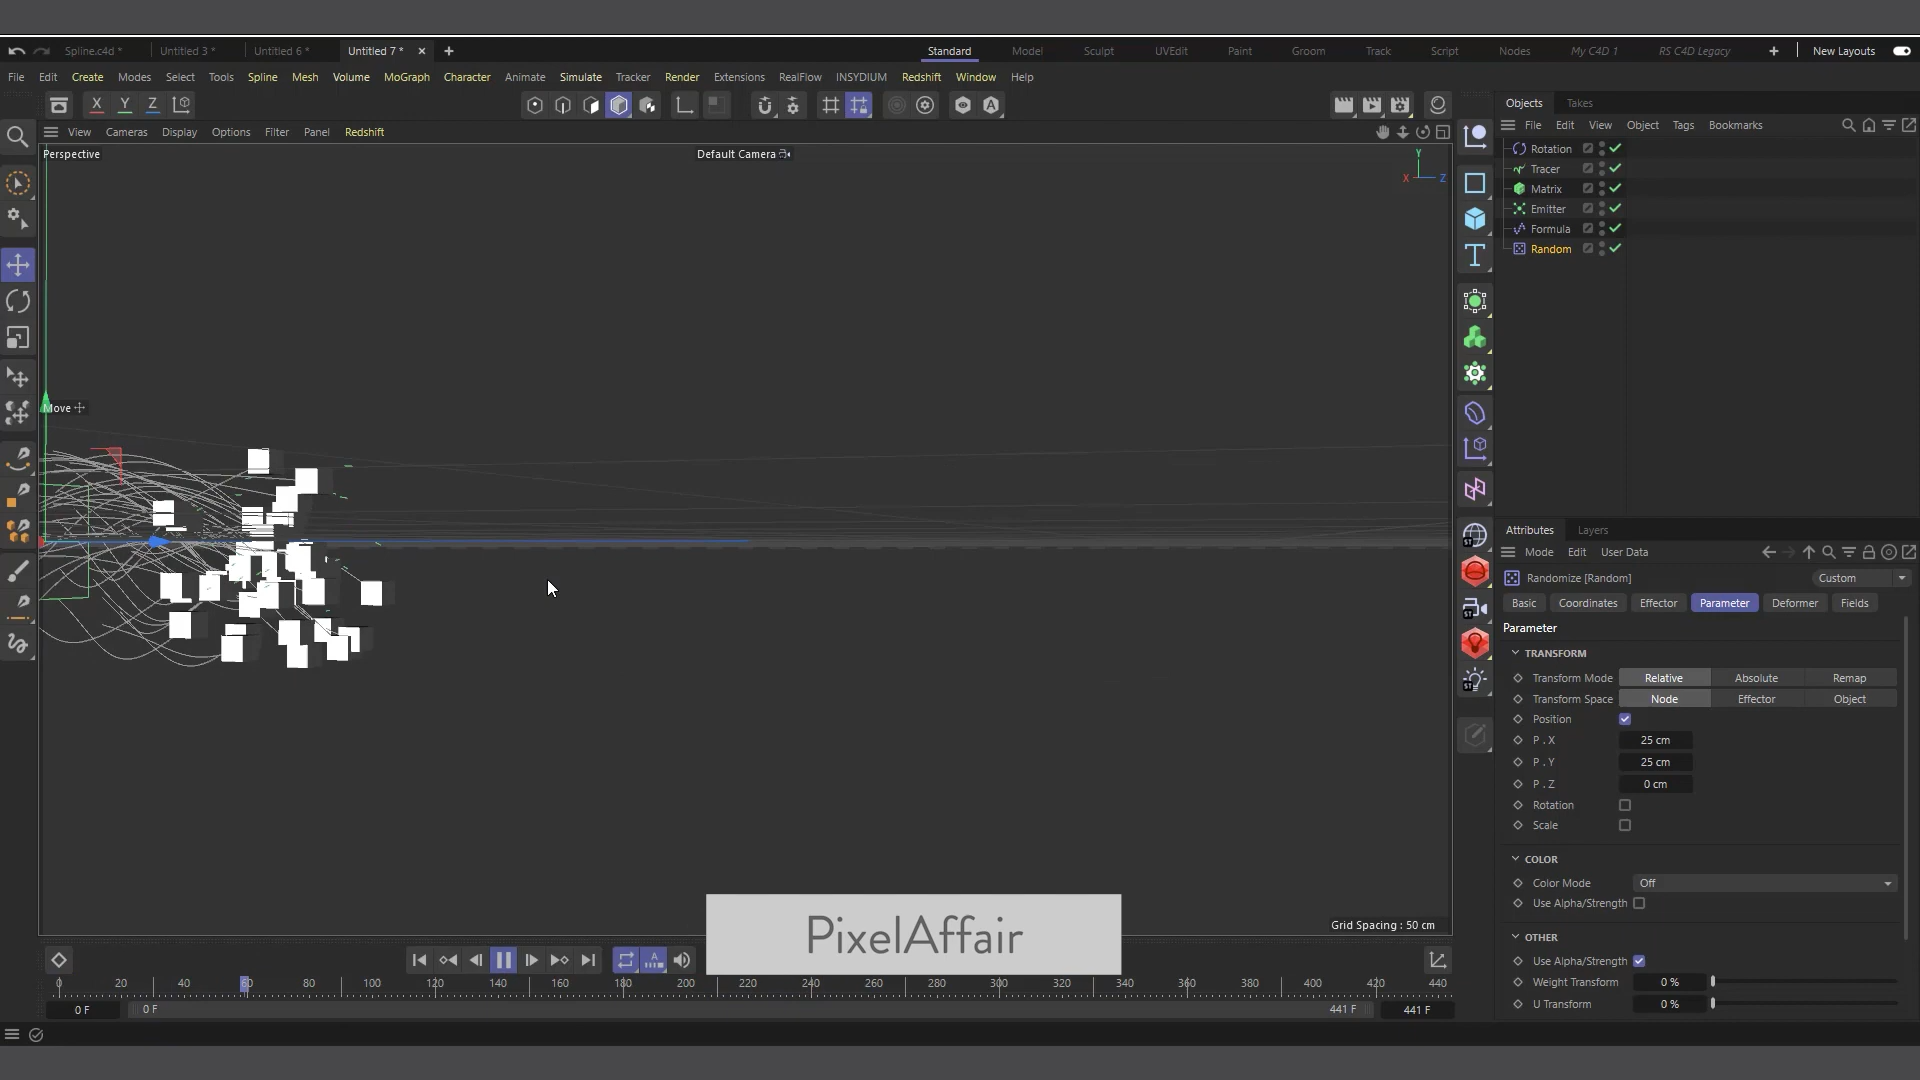 Spline.c4d * Untitled 3 * Untitled 6 * Untitled 7 * Standard Model Sculpt UVEdit Paint Groom Track Script Nodes My C4D 1 RS C4D Legacy New Layouts
File Edit Create Modes Select Tools Spline Mesh Volume MoGraph Character Animate Simulate Tracker Render Extensions RealFlow INSYDIUM Redshift Window Help
X Y Z
View Cameras Display Options Filter Panel Redshift
Perspective
Default Camera
Y
X Z
Move
Grid Spacing : 50 cm
PixelAffair
0 20 40 60 80 100 120 140 160 180 200 220 240 260 280 300 320 340 360 380 400 420 440
0 F 0 F 441 F 441 F
Objects Takes
File Edit View Object Tags Bookmarks
Rotation
Tracer
Matrix
Emitter
Formula
Random
Attributes Layers
Mode Edit User Data
Randomize [Random] Custom
Basic Coordinates Effector Parameter Deformer Fields
Parameter
TRANSFORM
Transform Mode Relative Absolute Remap
Transform Space Node Effector Object
Position
P . X 25 cm
P . Y 25 cm
P . Z 0 cm
Rotation
Scale
COLOR
Color Mode Off
Use Alpha/Strength
OTHER
Use Alpha/Strength
Weight Transform 0 %
U Transform 0 %